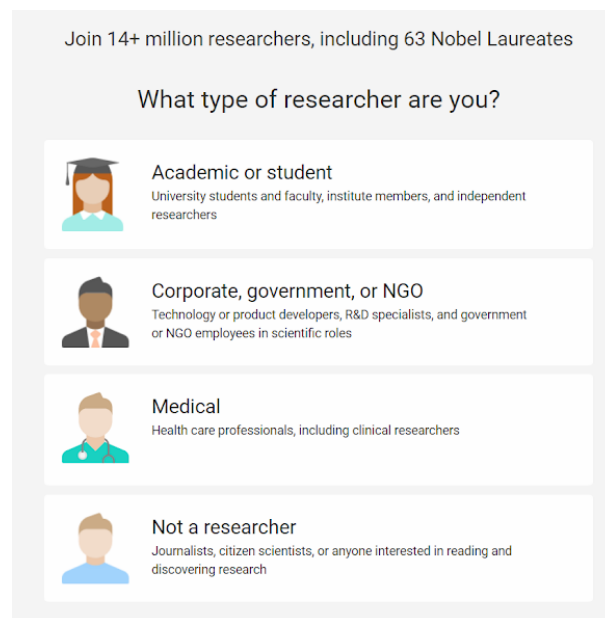 Join 14+ million researchers, including 63 Nobel Laureates
What type of researcher are you?
Academic or student
University students and faculty, institute members, and independent
researchers
Corporate, government, or NGO
Technology or product developers, R&D specialists, and government
or NGO employees in scientific roles
Medical
Health care professionals, including clinical researchers
Not a researcher
Journalists, citizen scientists, or anyone interested in reading and
discovering research